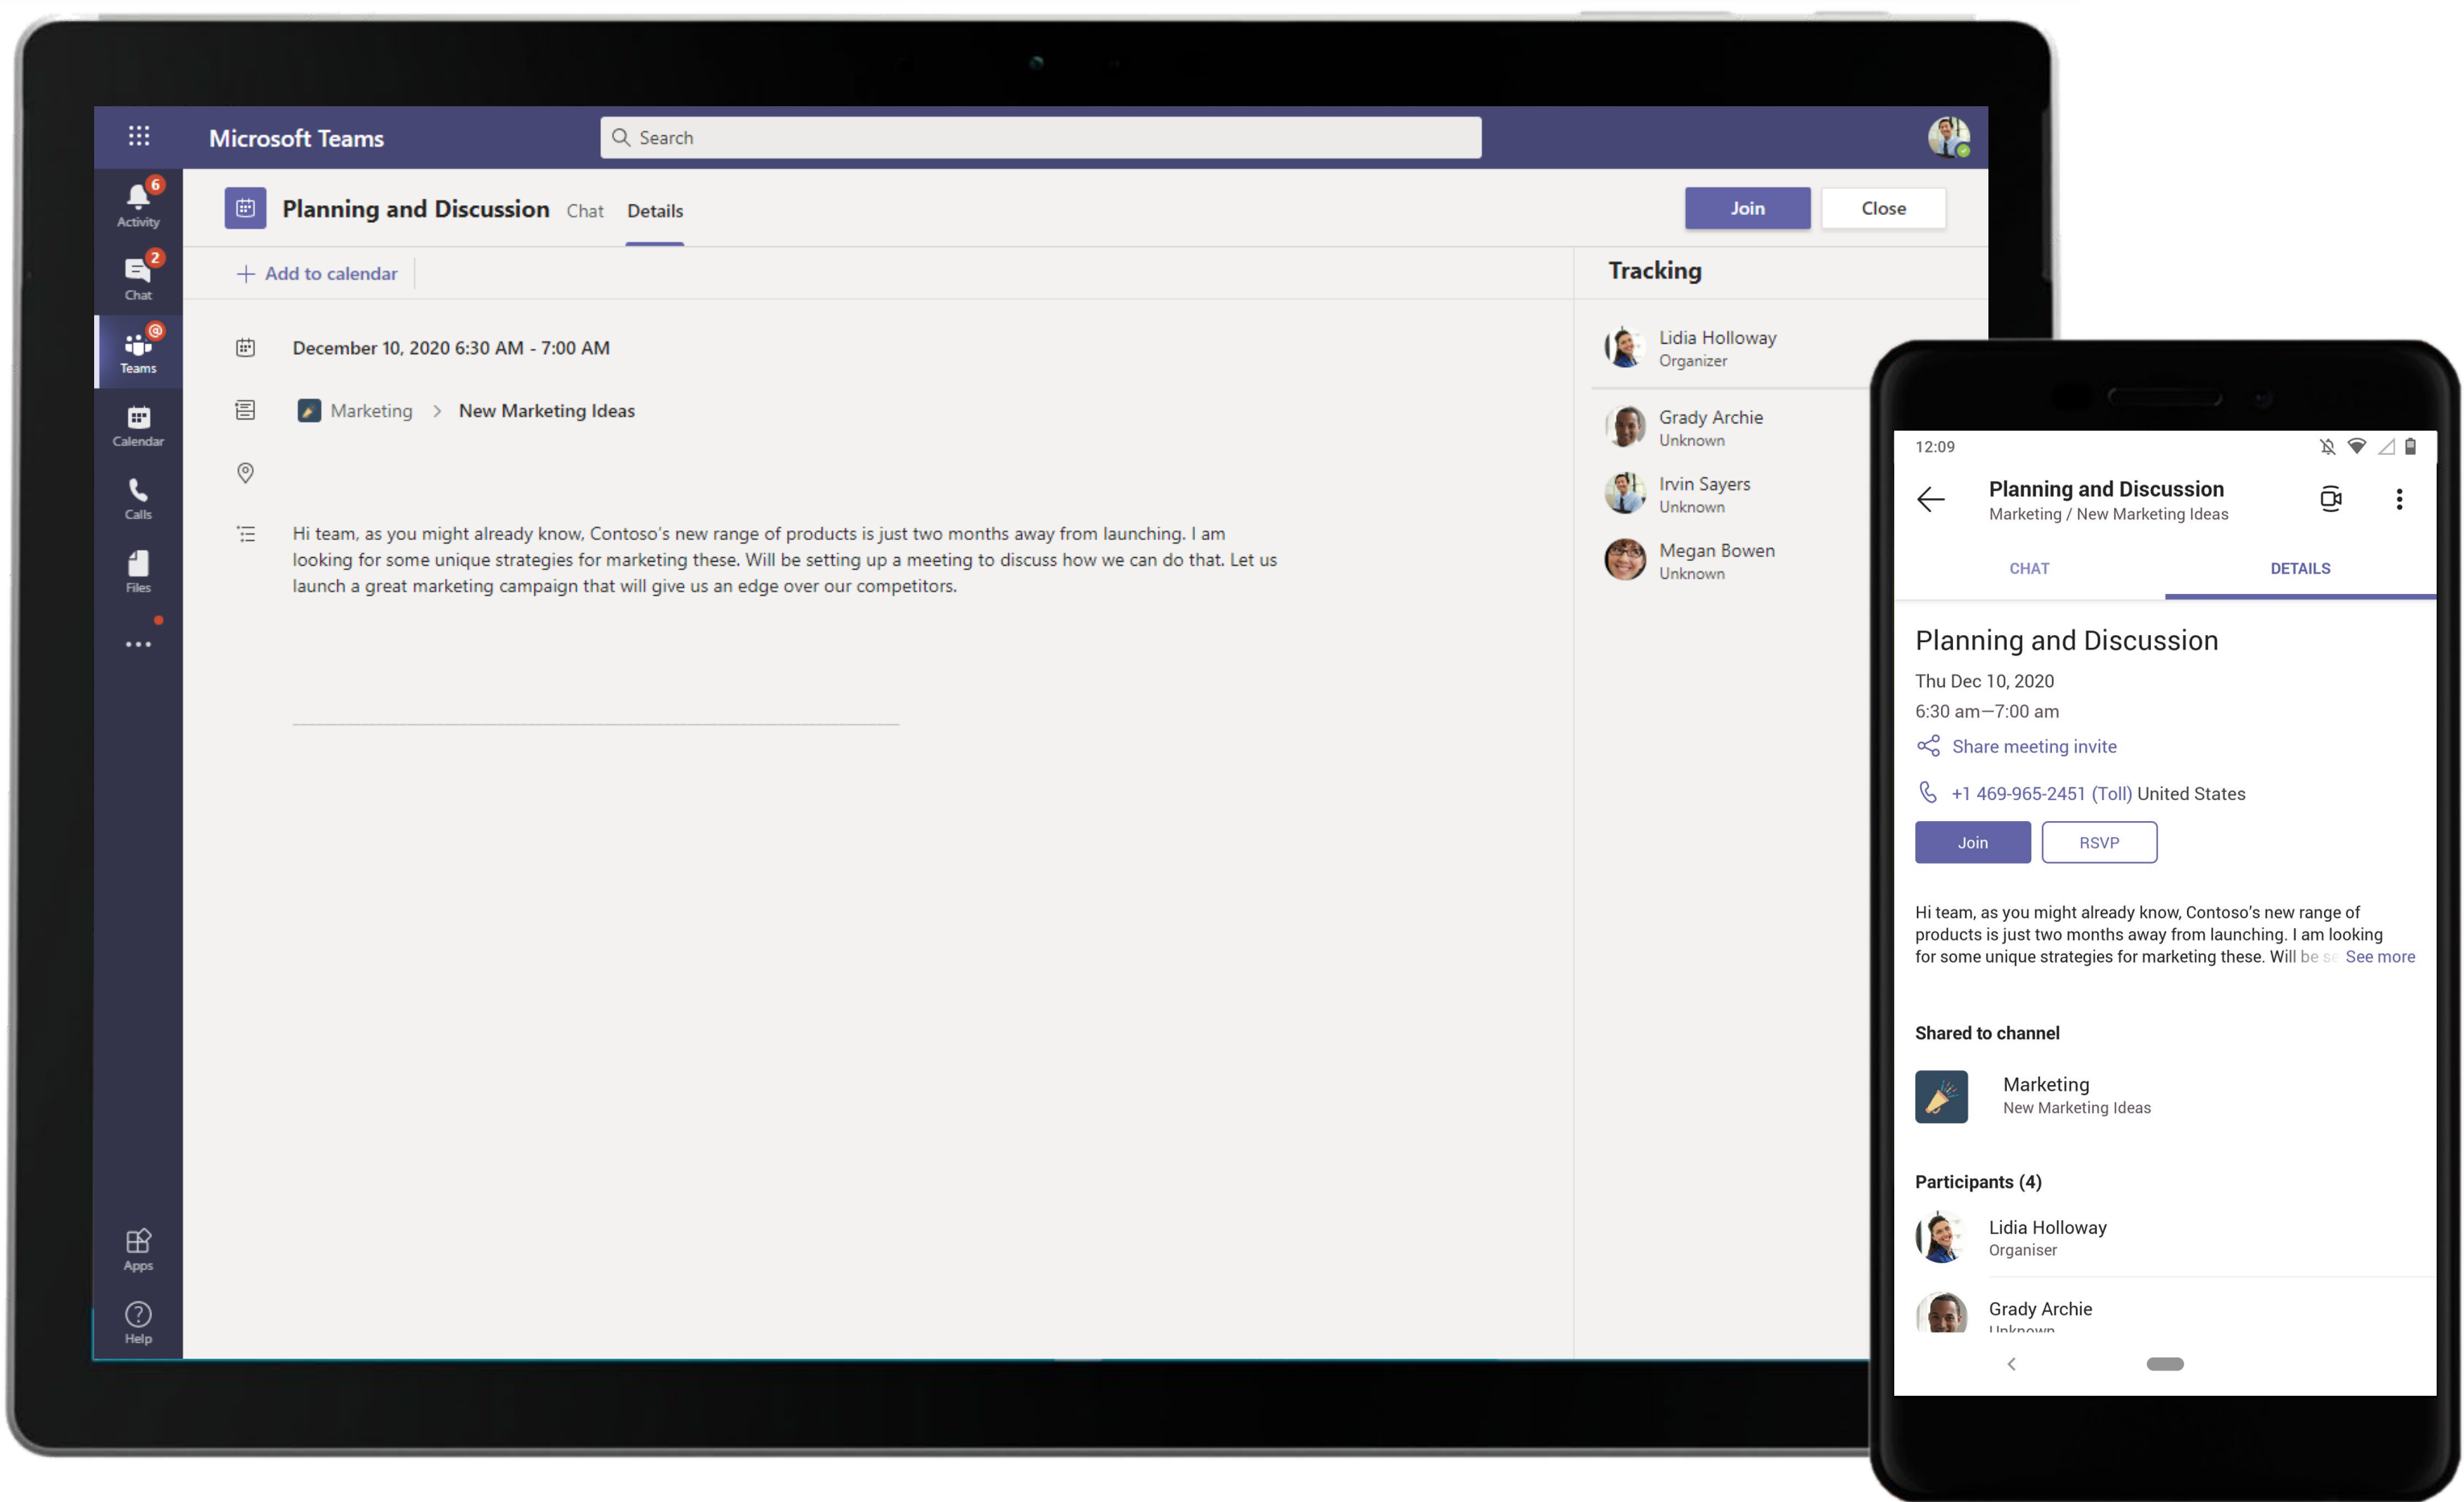 Microsoft Teams
Search
6
Activity
2
Chat
@
Teams
Calendar
Calls
Files
Apps
Help
Planning and Discussion Chat Details
Join Close
+ Add to calendar
December 10, 2020 6:30 AM - 7:00 AM
Marketing > New Marketing Ideas
Hi team, as you might already know, Contoso’s new range of products is just two months away from launching. I am
looking for some unique strategies for marketing these. Will be setting up a meeting to discuss how we can do that. Let us
launch a great marketing campaign that will give us an edge over our competitors.
Tracking
Lidia Holloway
Organizer
Grady Archie
Unknown
Irvin Sayers
Unknown
Megan Bowen
Unknown
12:09
Planning and Discussion
Marketing / New Marketing Ideas
CHAT DETAILS
Planning and Discussion
Thu Dec 10, 2020
6:30 am—7:00 am
Share meeting invite
+1 469-965-2451 (Toll) United States
Join RSVP
Hi team, as you might already know, Contoso’s new range of
products is just two months away from launching. I am looking
for some unique strategies for marketing these. Will be se See more
Shared to channel
Marketing
New Marketing Ideas
Participants (4)
Lidia Holloway
Organiser
Grady Archie
Unknown